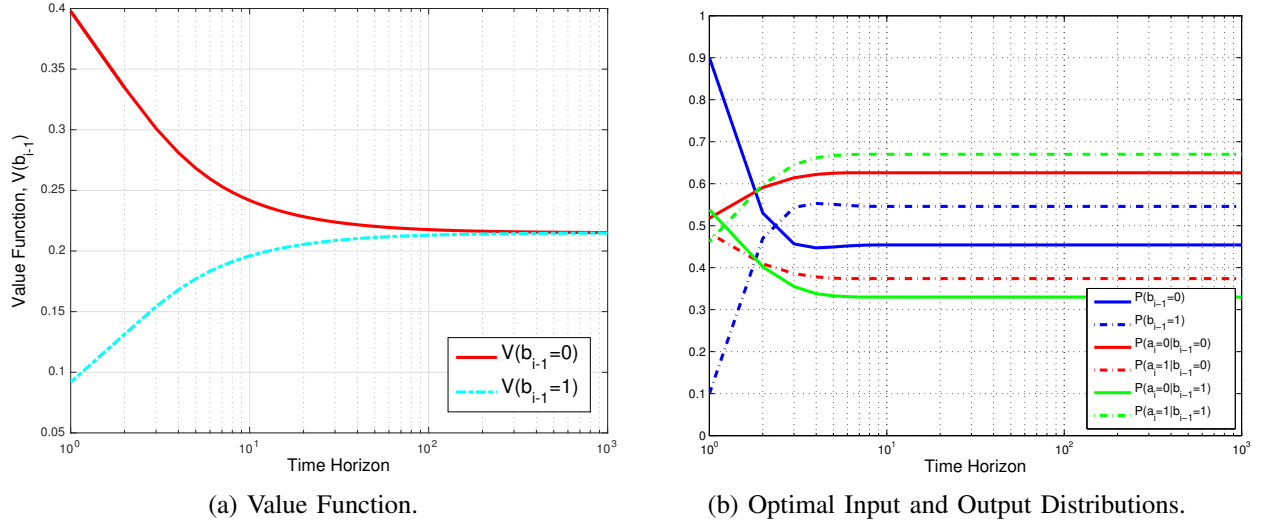 0.4
0.35
0.3
0.25
0.2
0.15
0.1
0.05
Value Function, V(b_{i-1})
10^0
10^1
10^2
10^3
Time Horizon
V(b_{i-1}=0)
V(b_{i-1}=1)
(a) Value Function.
1
0.9
0.8
0.7
0.6
0.5
0.4
0.3
0.2
0.1
0
10^0
10^1
10^2
10^3
Time Horizon
P(b_{i-1}=0)
P(b_{i-1}=1)
P(a_i=0|b_{i-1}=0)
P(a_i=1|b_{i-1}=0)
P(a_i=0|b_{i-1}=1)
P(a_i=1|b_{i-1}=1)
(b) Optimal Input and Output Distributions.